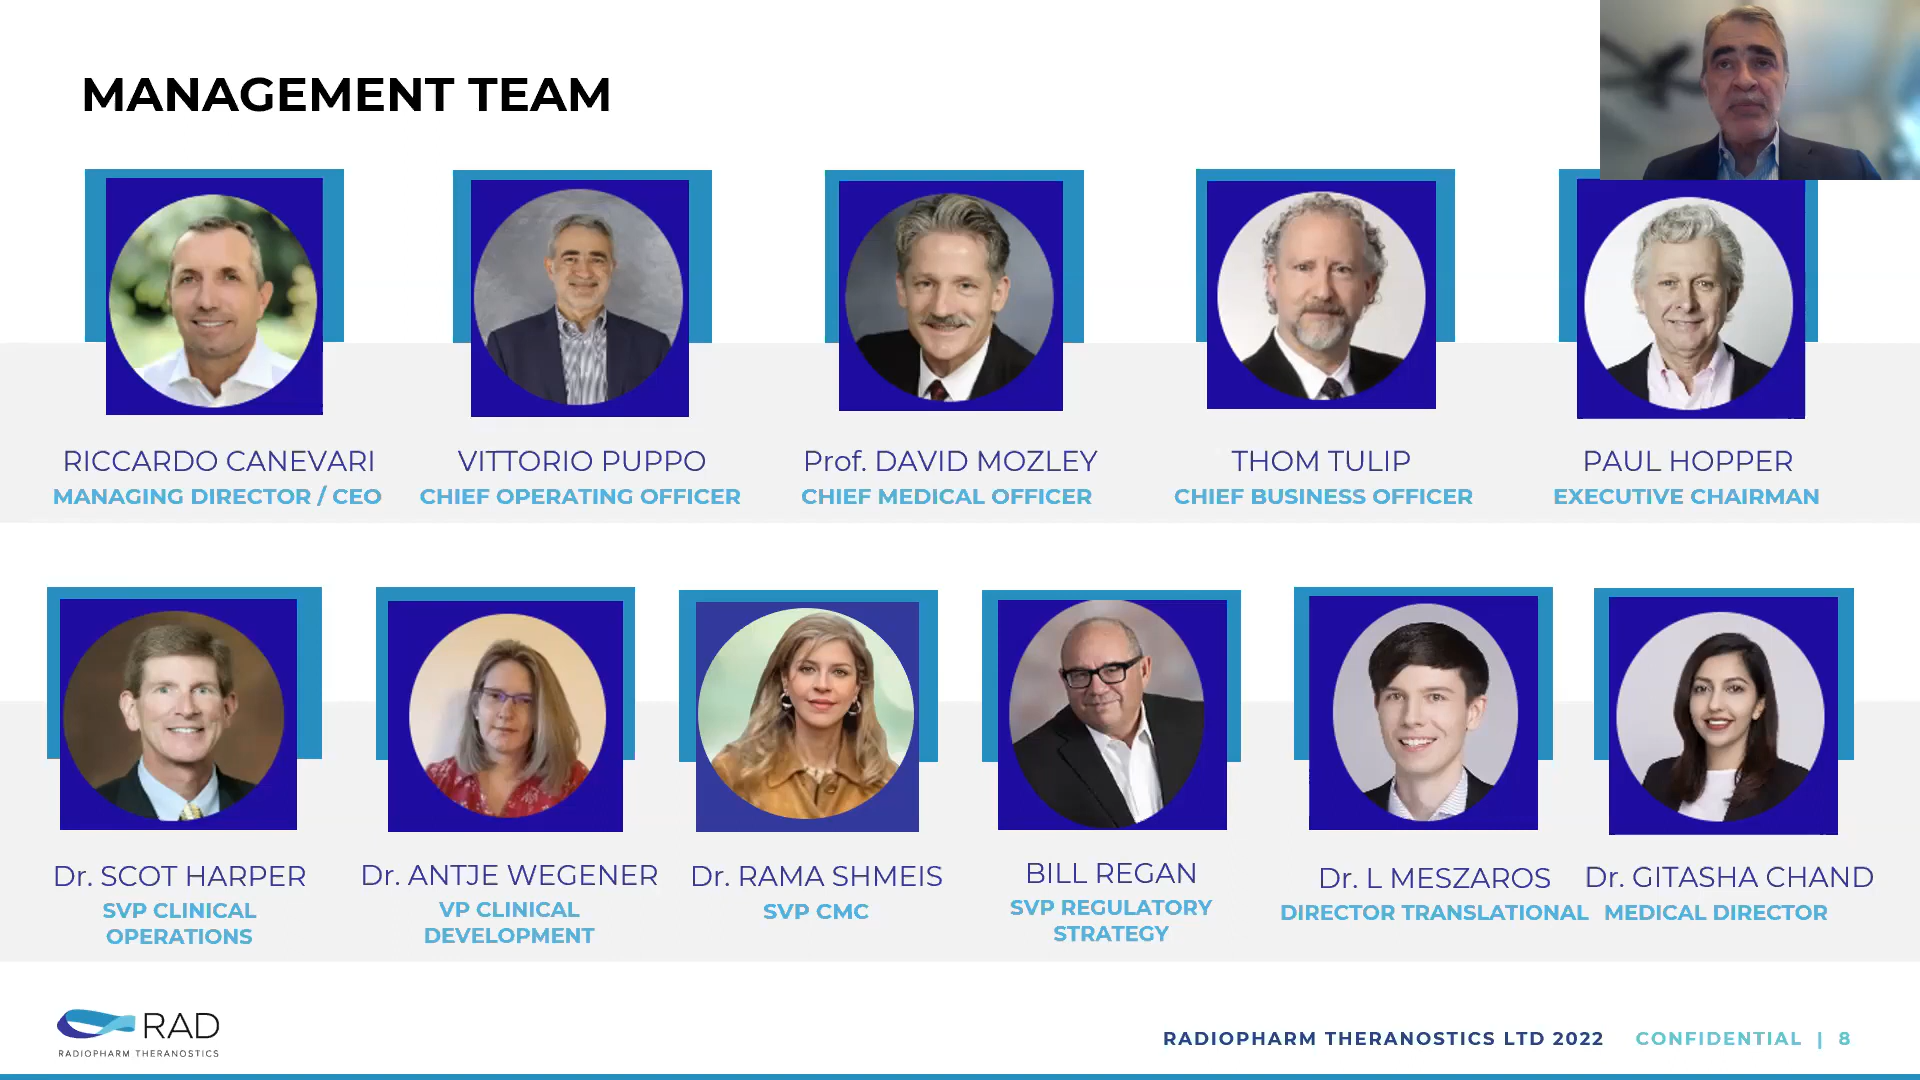 MANAGEMENT TEAM
RICCARDO CANEVARI
MANAGING DIRECTOR / CEO
VITTORIO PUPPO
CHIEF OPERATING OFFICER
Prof. DAVID MOZLEY
CHIEF MEDICAL OFFICER
THOM TULIP
CHIEF BUSINESS OFFICER
PAUL HOPPER
EXECUTIVE CHAIRMAN
Dr. SCOT HARPER
SVP CLINICAL
OPERATIONS
Dr. ANTJE WEGENER
VP CLINICAL
DEVELOPMENT
Dr. RAMA SHMEIS
SVP CMC
BILL REGAN
SVP REGULATORY
STRATEGY
Dr. L MESZAROS
DIRECTOR TRANSLATIONAL
Dr. GITASHA CHAND
MEDICAL DIRECTOR
RAD
RADIOPHARM THERANOSTICS
RADIOPHARM THERANOSTICS LTD 2022 CONFIDENTIAL | 8